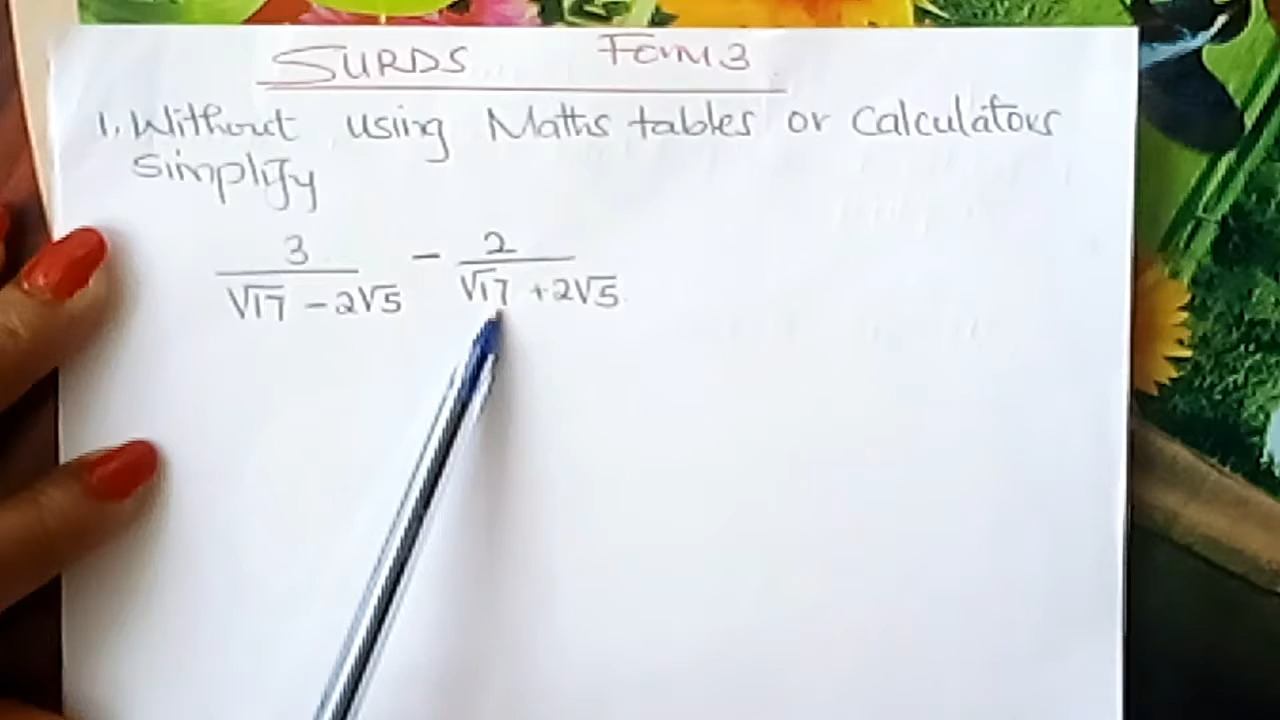 SURDS Form 3
1. Without using Maths tables or Calculators
simplify
3/(√17 - 2√5) - 2/(√17 + 2√5)